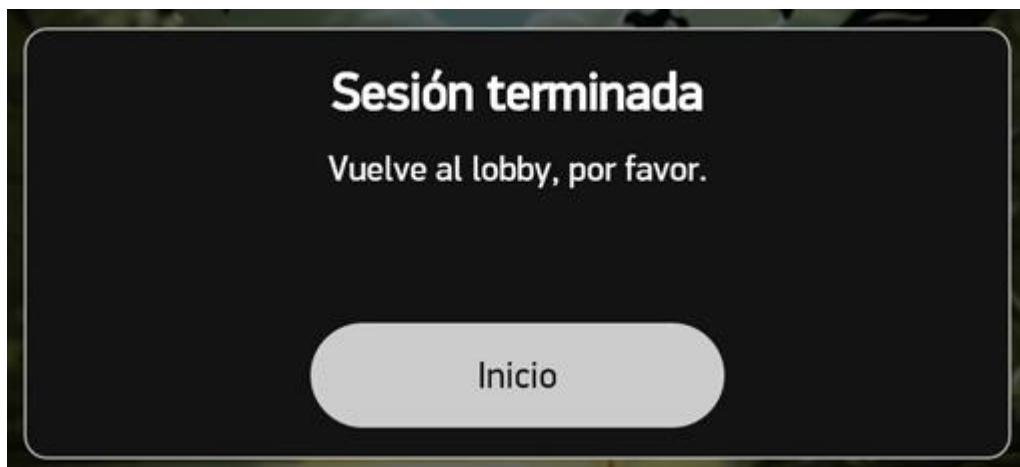 Sesión terminada
Vuelve al lobby, por favor.
Inicio